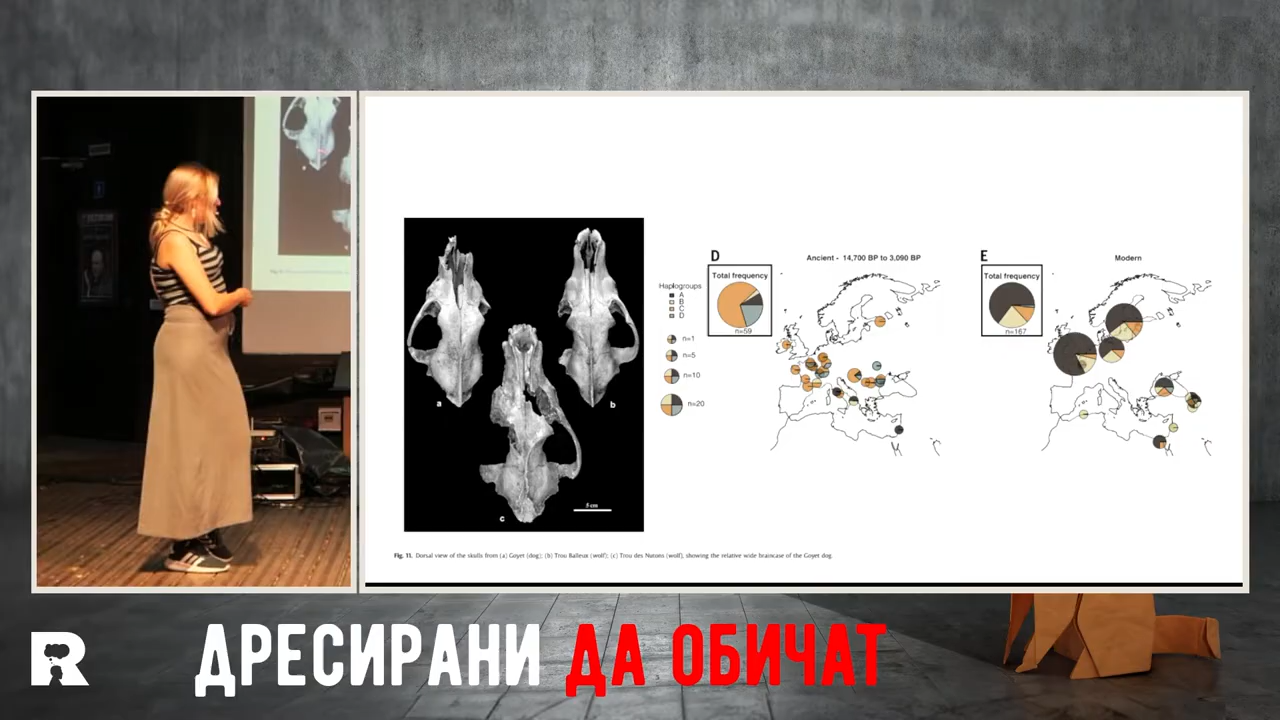 D
Total frequency
n=59
Ancient - 14,700 BP to 3,090 BP
E
Total frequency
n=167
Modern
Haplogroups
A
B
C
D
n=1
n=5
n=10
n=20
a
b
c
5 cm
Fig. 11. Dorsal view of the skulls from (a) Goyet (dog); (b) Trou Balleux (wolf); (c) Trou des Nutons (wolf), showing the relative wide braincase of the Goyet dog.
R
ДРЕСИРАНИ ДА ОБИЧАТ